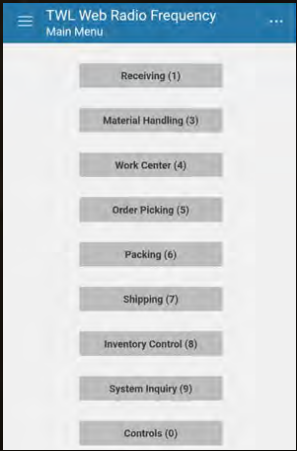 TWL Web Radio Frequency
Main Menu
Receiving (1)
Material Handling (3)
Work Center (4)
Order Picking (5)
Packing (6)
Shipping (7)
Inventory Control (8)
System Inquiry (9)
Controls (0)